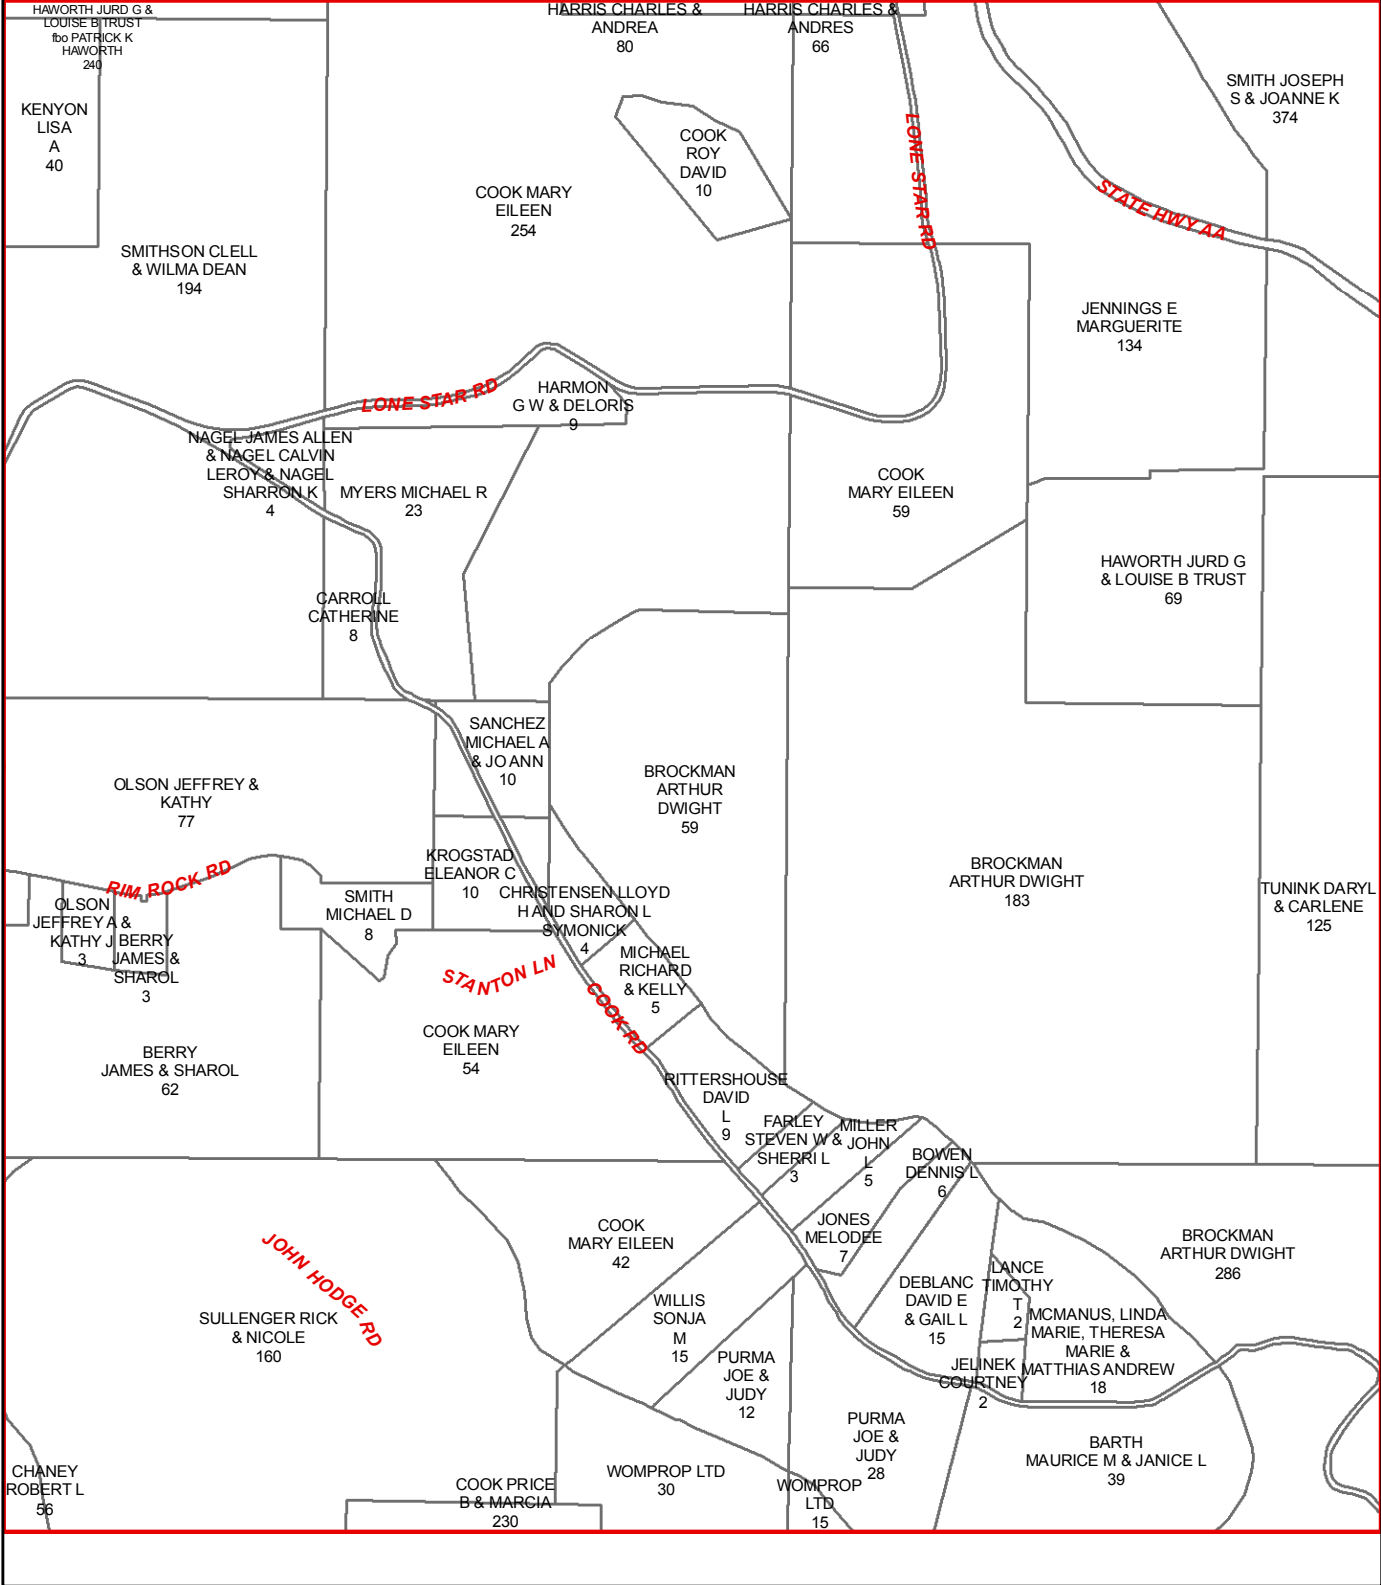 HAWORTH JURD G &
LOUISE B TRUST
fbo PATRICK K
HAWORTH
240
HARRIS CHARLES &
ANDREA
80
HARRIS CHARLES &
ANDRES
66
SMITH JOSEPH
S & JOANNE K
374
KENYON
LISA
A
40
COOK
ROY
DAVID
10
LONE STAR RD
STATE HWY AA
COOK MARY
EILEEN
254
SMITHSON CLELL
& WILMA DEAN
194
JENNINGS E
MARGUERITE
134
LONE STAR RD
HARMON
G W & DELORIS
9
NAGEL JAMES ALLEN
& NAGEL CALVIN
LEROY & NAGEL
SHARRON K
4
MYERS MICHAEL R
23
COOK
MARY EILEEN
59
HAWORTH JURD G
& LOUISE B TRUST
69
CARROLL
CATHERINE
8
SANCHEZ
MICHAEL A
& JO ANN
10
OLSON JEFFREY &
KATHY
77
BROCKMAN
ARTHUR
DWIGHT
59
KROGSTAD
ELEANOR C
10
BROCKMAN
ARTHUR DWIGHT
183
TUNINK DARYL
& CARLENE
125
RIM ROCK RD
OLSON
JEFFREY A &
KATHY J
3
BERRY
JAMES &
SHAROL
3
SMITH
MICHAEL D
8
CHRISTENSEN LLOYD
H AND SHARON L
SYMONICK
4
MICHAEL
RICHARD
& KELLY
5
STANTON LN
COOK RD
COOK MARY
EILEEN
54
BERRY
JAMES & SHAROL
62
RITTERSHOUSE
DAVID
L
9
FARLEY
STEVEN W &
SHERRI L
3
MILLER
JOHN
L
5
BOWEN
DENNIS L
6
JONES
MELODEE
7
COOK
MARY EILEEN
42
BROCKMAN
ARTHUR DWIGHT
286
JOHN HODGE RD
SULLENGER RICK
& NICOLE
160
WILLIS
SONJA
M
15
DEBLANC
DAVID E
& GAIL L
15
LANCE
TIMOTHY
T
2
MCMANUS, LINDA
MARIE, THERESA
MARIE &
MATTHIAS ANDREW
18
PURMA
JOE &
JUDY
12
JELINEK
COURTNEY
2
PURMA
JOE &
JUDY
28
BARTH
MAURICE M & JANICE L
39
CHANEY
ROBERT L
56
COOK PRICE
B & MARCIA
230
WOMPROP LTD
30
WOMPROP
LTD
15